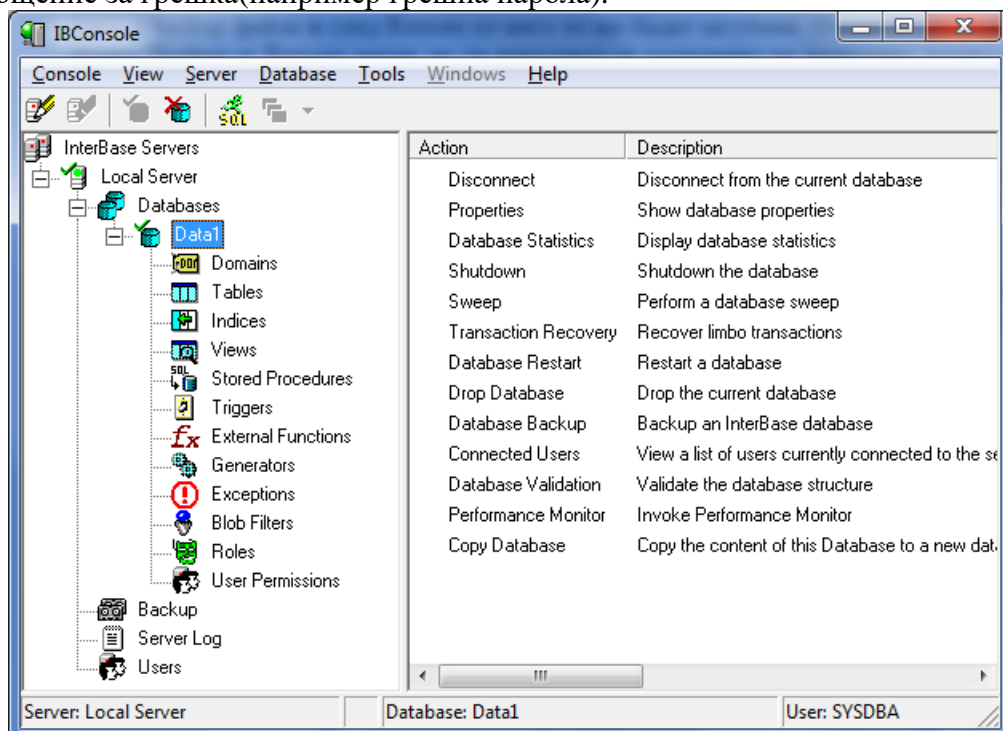 за грешка(например грешна парола).
IBConsole
Console View Server Database Tools Windows Help
SQL
InterBase Servers
Local Server
Databases
Data1
Domains
Tables
Indices
Views
Stored Procedures
Triggers
External Functions
Generators
Exceptions
Blob Filters
Roles
User Permissions
Backup
Server Log
Users
Action Description
Disconnect Disconnect from the current database
Properties Show database properties
Database Statistics Display database statistics
Shutdown Shutdown the database
Sweep Perform a database sweep
Transaction Recovery Recover limbo transactions
Database Restart Restart a database
Drop Database Drop the current database
Database Backup Backup an InterBase database
Connected Users View a list of users currently connected to the se
Database Validation Validate the database structure
Performance Monitor Invoke Performance Monitor
Copy Database Copy the content of this Database to a new dat
Server: Local Server Database: Data1 User: SYSDBA